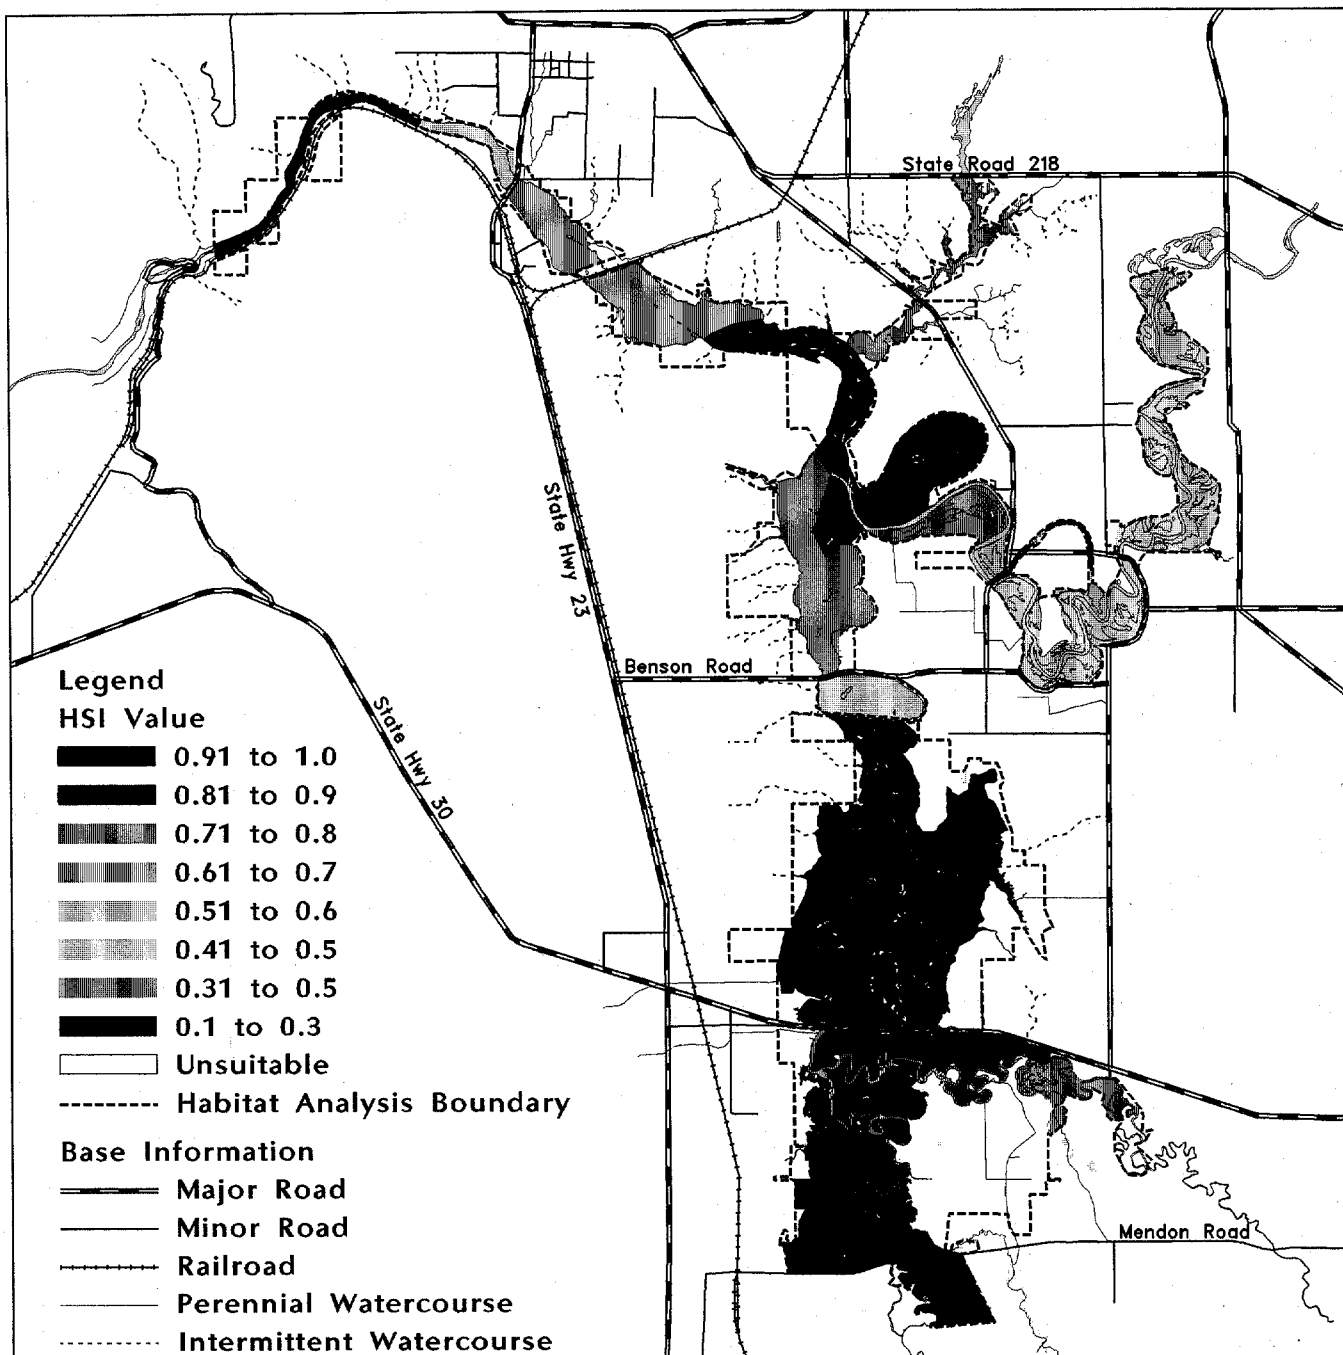 State Road 218
State Hwy 23
Benson Road
State Hwy 30
Mendon Road
Legend
HSI Value
0.91 to 1.0
0.81 to 0.9
0.71 to 0.8
0.61 to 0.7
0.51 to 0.6
0.41 to 0.5
0.31 to 0.5
0.1 to 0.3
Unsuitable
Habitat Analysis Boundary
Base Information
Major Road
Minor Road
Railroad
Perennial Watercourse
Intermittent Watercourse